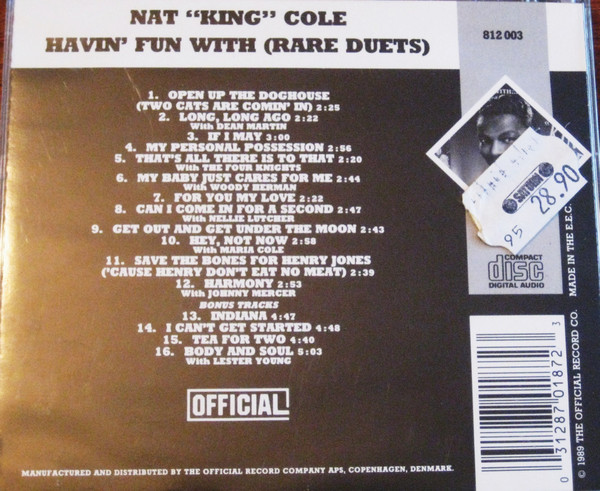 NAT "KING" COLE
HAVIN' FUN WITH (RARE DUETS)
812 003
1. OPEN UP THE DOGHOUSE
(TWO CATS ARE COMIN' IN) 2:25
2. LONG, LONG AGO 2:22
With DEAN MARTIN
3. IF I MAY 3:00
4. MY PERSONAL POSSESSION 2:56
5. THAT'S ALL THERE IS TO THAT 2:20
With THE FOUR KNIGHTS
6. MY BABY JUST CARES FOR ME 2:44
With WOODY HERMAN
7. FOR YOU MY LOVE 2:22
8. CAN I COME IN FOR A SECOND 2:47
With NELLIE LUTCHER
9. GET OUT AND GET UNDER THE MOON 2:43
10. HEY, NOT NOW 2:58
With MARIA COLE
11. SAVE THE BONES FOR HENRY JONES
('CAUSE HENRY DON'T EAT NO MEAT) 2:39
12. HARMONY 2:53
With JOHNNY MERCER
BONUS TRACKS
13. INDIANA 4:47
14. I CAN'T GET STARTED 4:48
15. TEA FOR TWO 4:40
16. BODY AND SOUL 5:03
With LESTER YOUNG
OFFICIAL
MANUFACTURED AND DISTRIBUTED BY THE OFFICIAL RECORD COMPANY APS, COPENHAGEN, DENMARK.
28.90
95
COMPACT
disc
DIGITAL AUDIO
0 31287 01872 3
© 1989 THE OFFICIAL RECORD CO. MADE IN THE E.E.C.